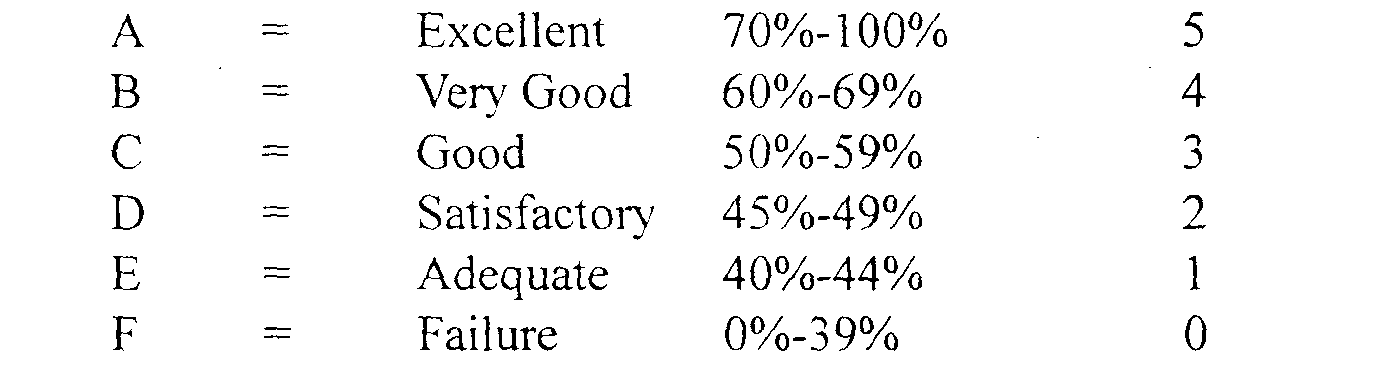 A = Excellent 70%-100% 5
B = Very Good 60%-69% 4
C = Good 50%-59% 3
D = Satisfactory 45%-49% 2
E = Adequate 40%-44% 1
F = Failure 0%-39% 0